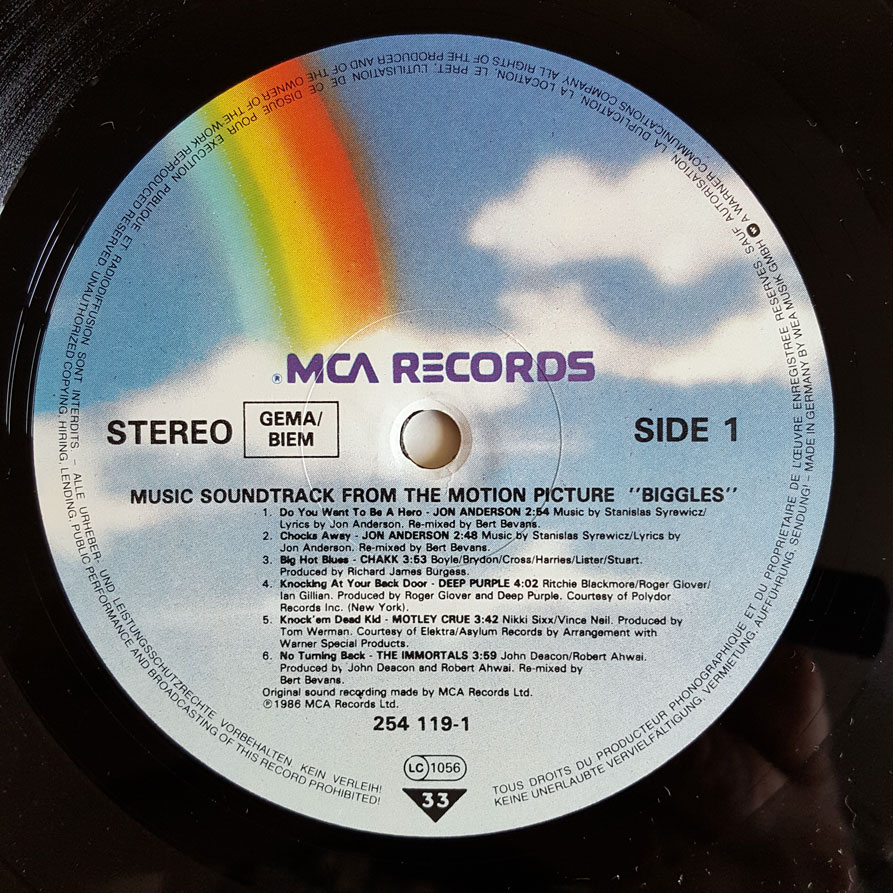 ® MCA RECORDS
STEREO
GEMA/
BIEM
SIDE 1
MUSIC SOUNDTRACK FROM THE MOTION PICTURE ''BIGGLES''
1. Do You Want To Be A Hero - JON ANDERSON 2:54 Music by Stanislas Syrewicz/
Lyrics by Jon Anderson. Re-mixed by Bert Bevans.
2. Chocks Away - JON ANDERSON 2:48 Music by Stanislas Syrewicz/Lyrics by
Jon Anderson. Re-mixed by Bert Bevans.
3. Big Hot Blues - CHAKK 3:53 Boyle/Brydon/Cross/Harries/Lister/Stuart.
Produced by Richard James Burgess.
4. Knocking At Your Back Door - DEEP PURPLE 4:02 Ritchie Blackmore/Roger Glover/
Ian Gillian. Produced by Roger Glover and Deep Purple. Courtesy of Polydor
Records Inc. (New York).
5. Knock'em Dead Kid - MOTLEY CRUE 3:42 Nikki Sixx/Vince Neil. Produced by
Tom Werman. Courtesy of Elektra/Asylum Records by Arrangement with
Warner Special Products.
6. No Turning Back - THE IMMORTALS 3:59 John Deacon/Robert Ahwai.
Produced by John Deacon and Robert Ahwai. Re-mixed by
Bert Bevans.
Original sound recording made by MCA Records Ltd.
℗1986 MCA Records Ltd.
254 119-1
LC 1056
33
TOUS DROITS DU PRODUCTEUR PHONOGRAPHIQUE ET DU PROPRIETAIRE DE L'ŒUVRE ENREGISTREE RESERVES. SAUF AUTORISATION, LA DUPLICATION, LA LOCATION, LE PRET, L'UTILISATION DE CE DISQUE POUR EXECUTION PUBLIQUE ET RADIODIFFUSION SONT INTERDITS – ALLE URHEBER- UND LEISTUNGSSCHUTZRECHTE VORBEHALTEN KEIN VERLEIH!
KEINE UNERLAUBTE VERVIELFÄLTIGUNG, VERMIETUNG, AUFFÜHRUNG, SENDUNG! – MADE IN GERMANY BY WEA MUSIK GMBH A WARNER COMMUNICATIONS COMPANY ALL RIGHTS OF THE PRODUCER AND OF THE OWNER OF THE WORK REPRODUCED RESERVED UNAUTHORIZED COPYING, HIRING, LENDING, PUBLIC PERFORMANCE AND BROADCASTING OF THIS RECORD PROHIBITED!